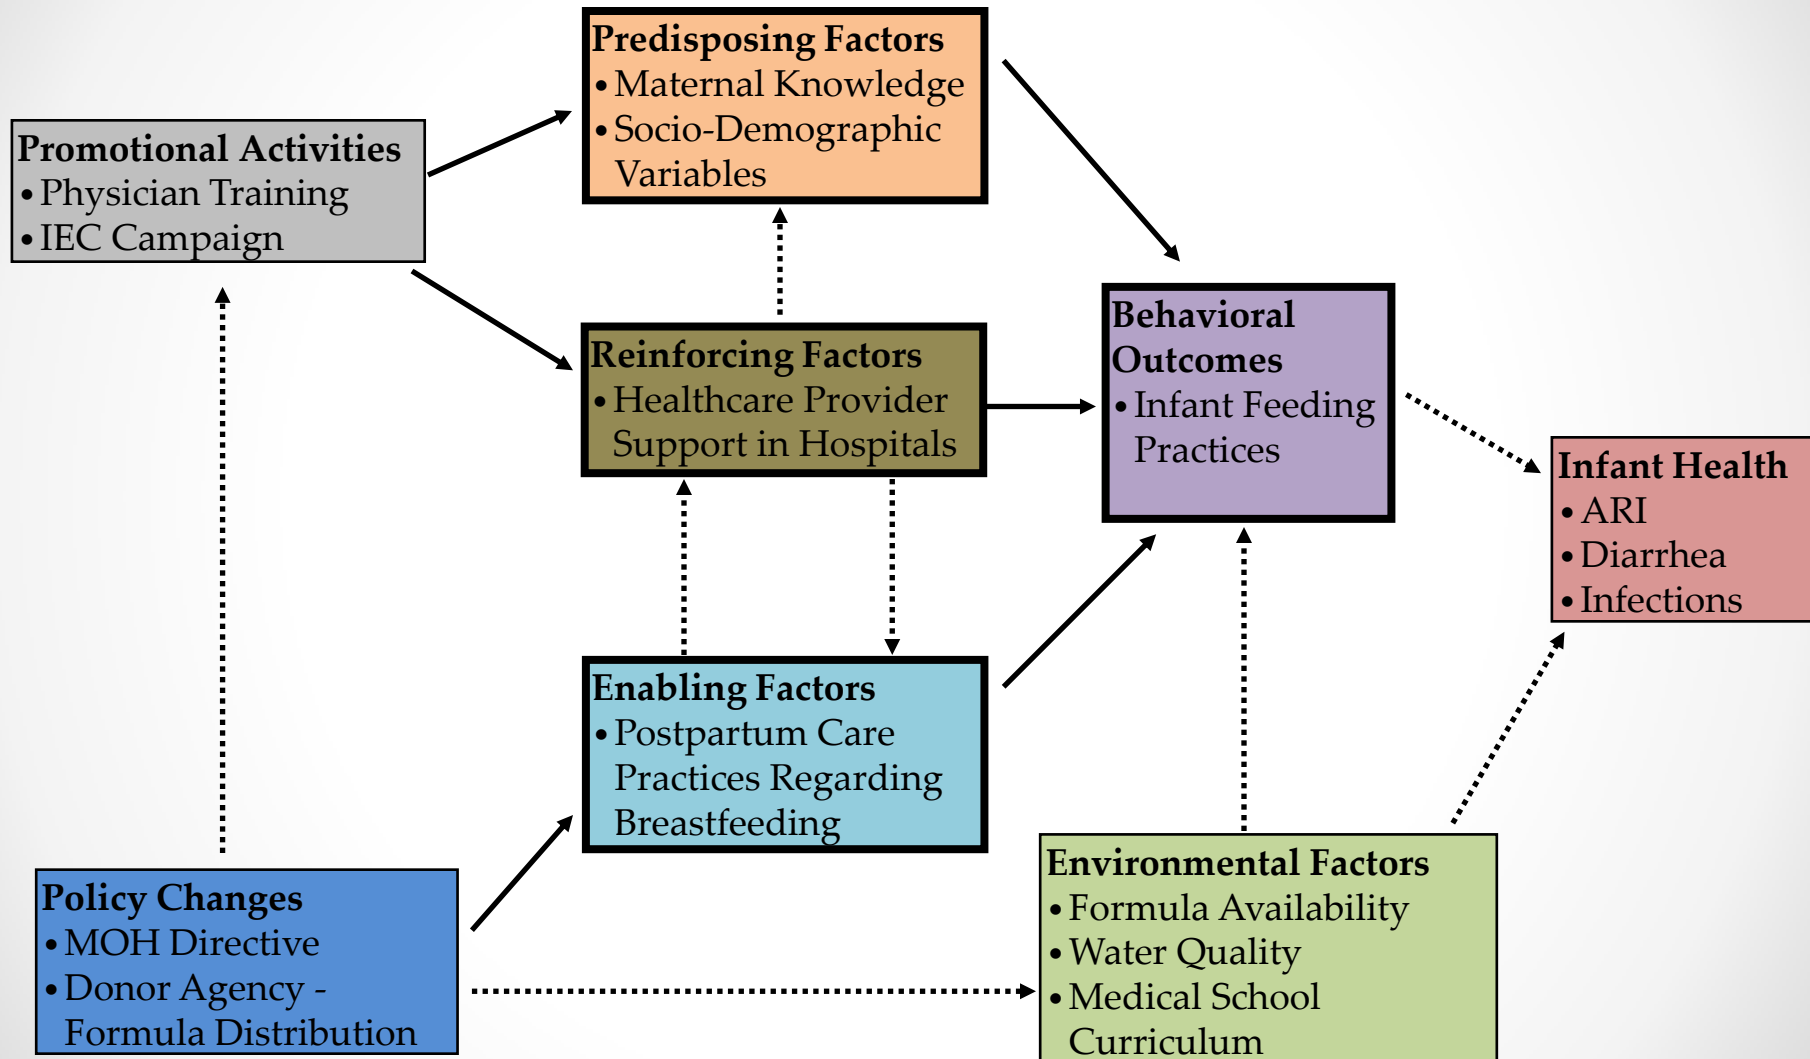 Predisposing Factors
• Maternal Knowledge
• Socio-Demographic
Variables
Promotional Activities
• Physician Training
• IEC Campaign
Reinforcing Factors
• Healthcare Provider
Support in Hospitals
Behavioral
Outcomes
• Infant Feeding
Practices
Infant Health
• ARI
• Diarrhea
• Infections
Enabling Factors
• Postpartum Care
Practices Regarding
Breastfeeding
Policy Changes
• MOH Directive
• Donor Agency -
Formula Distribution
Environmental Factors
• Formula Availability
• Water Quality
• Medical School
Curriculum